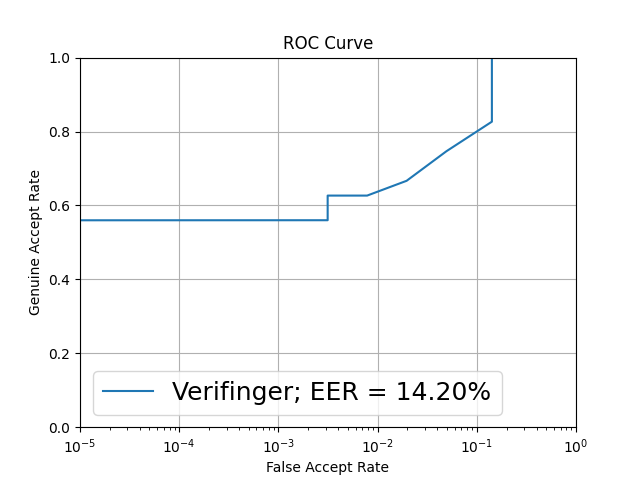 ROC Curve
Genuine Accept Rate
1.0
0.8
0.6
0.4
0.2
0.0
Verifinger; EER = 14.20%
10⁻⁵ 10⁻⁴ 10⁻³ 10⁻² 10⁻¹ 10⁰
False Accept Rate